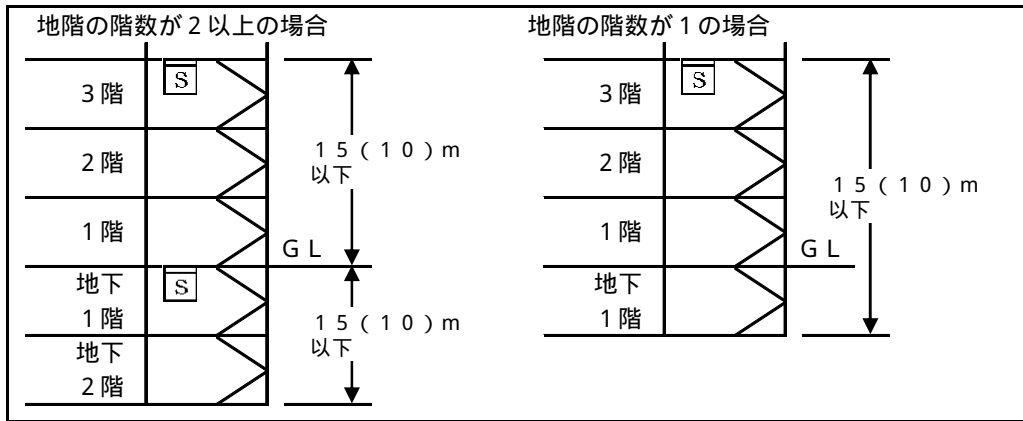 地階の階数が2以上の場合
S
3階
2階
1階
地下
1階
地下
2階
S
15(10)m
以下
GL
15(10)m
以下
地階の階数が1の場合
S
3階
2階
1階
地下
1階
15(10)m
以下
GL